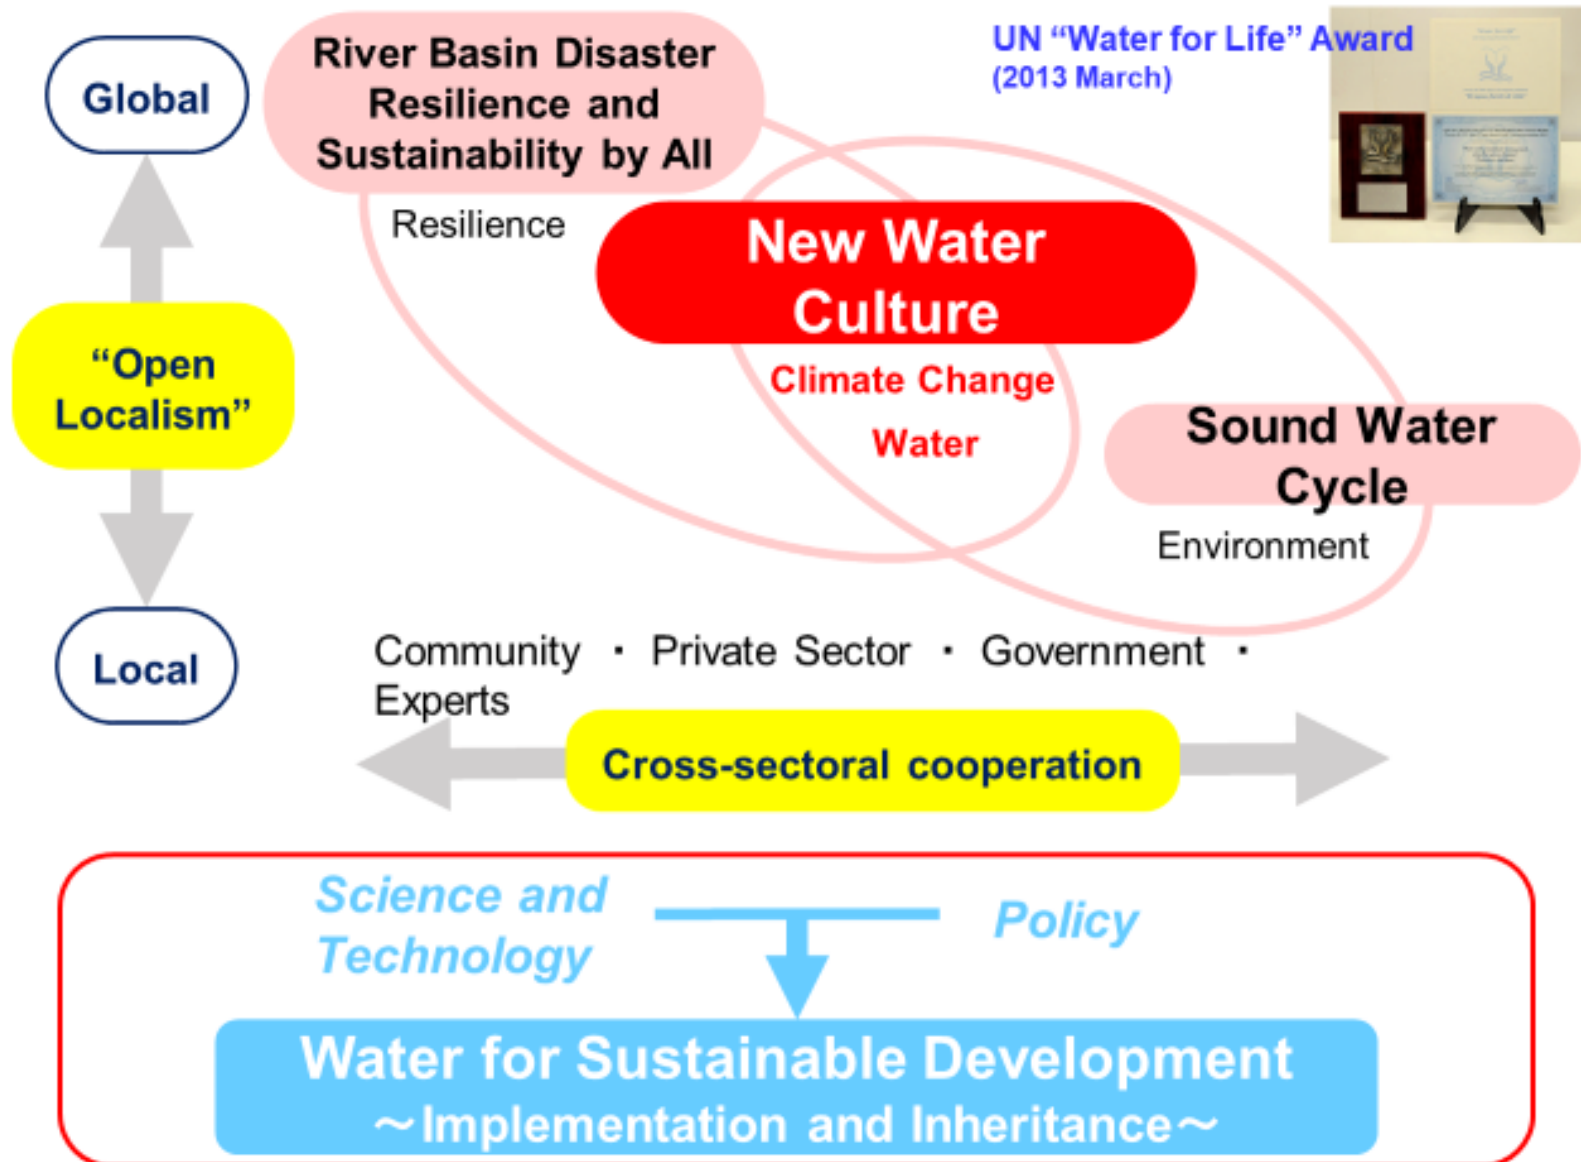 Global
River Basin Disaster
Resilience and
Sustainability by All
UN “Water for Life” Award
(2013 March)
Resilience
New Water
Culture
“Open
Localism”
Climate Change
Water
Sound Water
Cycle
Environment
Local
Community ・ Private Sector ・ Government ・
Experts
Cross-sectoral cooperation
Science and
Technology
Policy
Water for Sustainable Development
～Implementation and Inheritance～